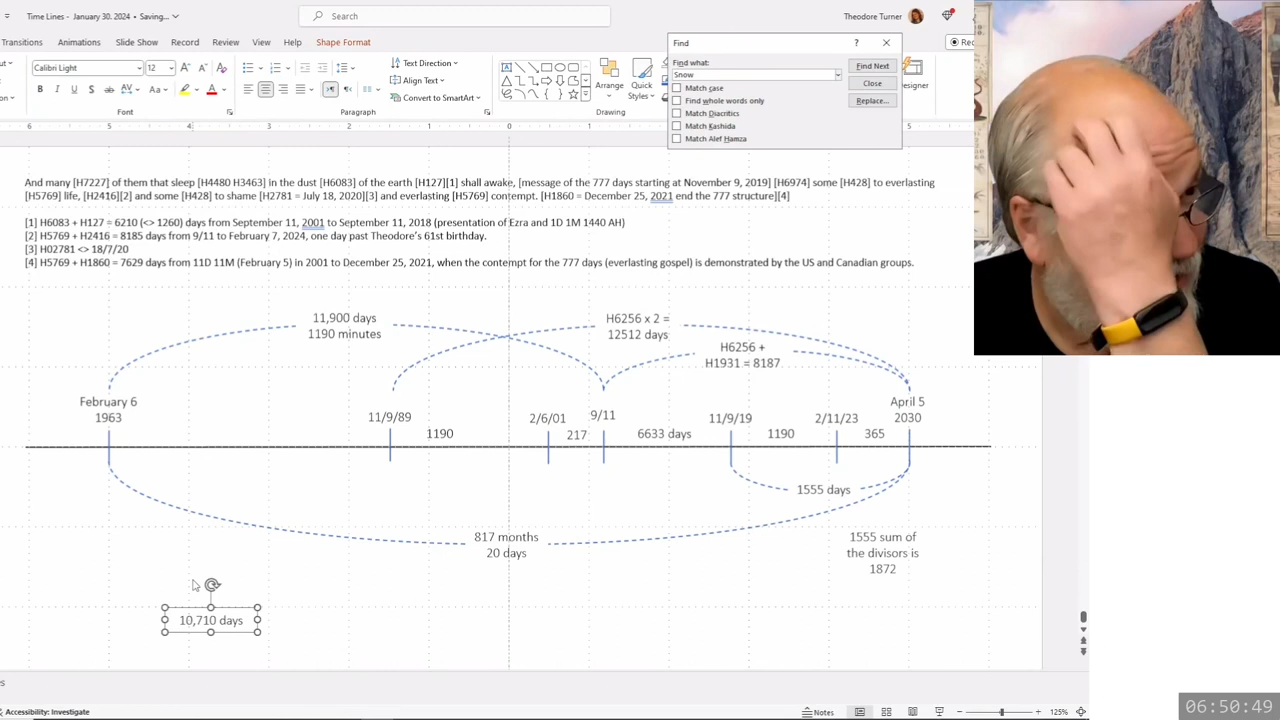 Time Lines - January 30. 2024 • Saving...
Search
Theodore Turner
Transitions Animations Slide Show Record Review View Help Shape Format
Rec
Calibri Light 12
Text Direction
Align Text
Convert to SmartArt
Arrange
Quick Styles
Designer
Font
Paragraph
Drawing
Find
?
Find what:
Snow
Match case
Find whole words only
Match Diacritics
Match Kashida
Match Alef Hamza
Find Next
Close
Replace...
6 5 4 3 2 1 0 1 5
And many [H7227] of them that sleep [H4480 H3463] in the dust [H6083] of the earth [H127][1] shall awake, [message of the 777 days starting at November 9, 2019] [H6974] some [H428] to everlasting
[H5769] life, [H2416][2] and some [H428] to shame [H2781 = July 18, 2020][3] and everlasting [H5769] contempt. [H1860 = December 25, 2021 end the 777 structure][4]
[1] H6083 + H127 = 6210 (<> 1260) days from September 11, 2001 to September 11, 2018 (presentation of Ezra and 1D 1M 1440 AH)
[2] H5769 + H2416 = 8185 days from 9/11 to February 7, 2024, one day past Theodore's 61st birthday.
[3] H02781 <> 18/7/20
[4] H5769 + H1860 = 7629 days from 11D 11M (February 5) in 2001 to December 25, 2021, when the contempt for the 777 days (everlasting gospel) is demonstrated by the US and Canadian groups.
11,900 days
1190 minutes
H6256 x 2 =
12512 days
H6256 +
H1931 = 8187
February 6
1963
11/9/89
2/6/01
9/11
11/9/19
2/11/23
April 5
2030
1190
217
6633 days
1190
365
1555 days
817 months
20 days
1555 sum of
the divisors is
1872
10,710 days
Accessibility: Investigate
Notes
125%
06:50:49